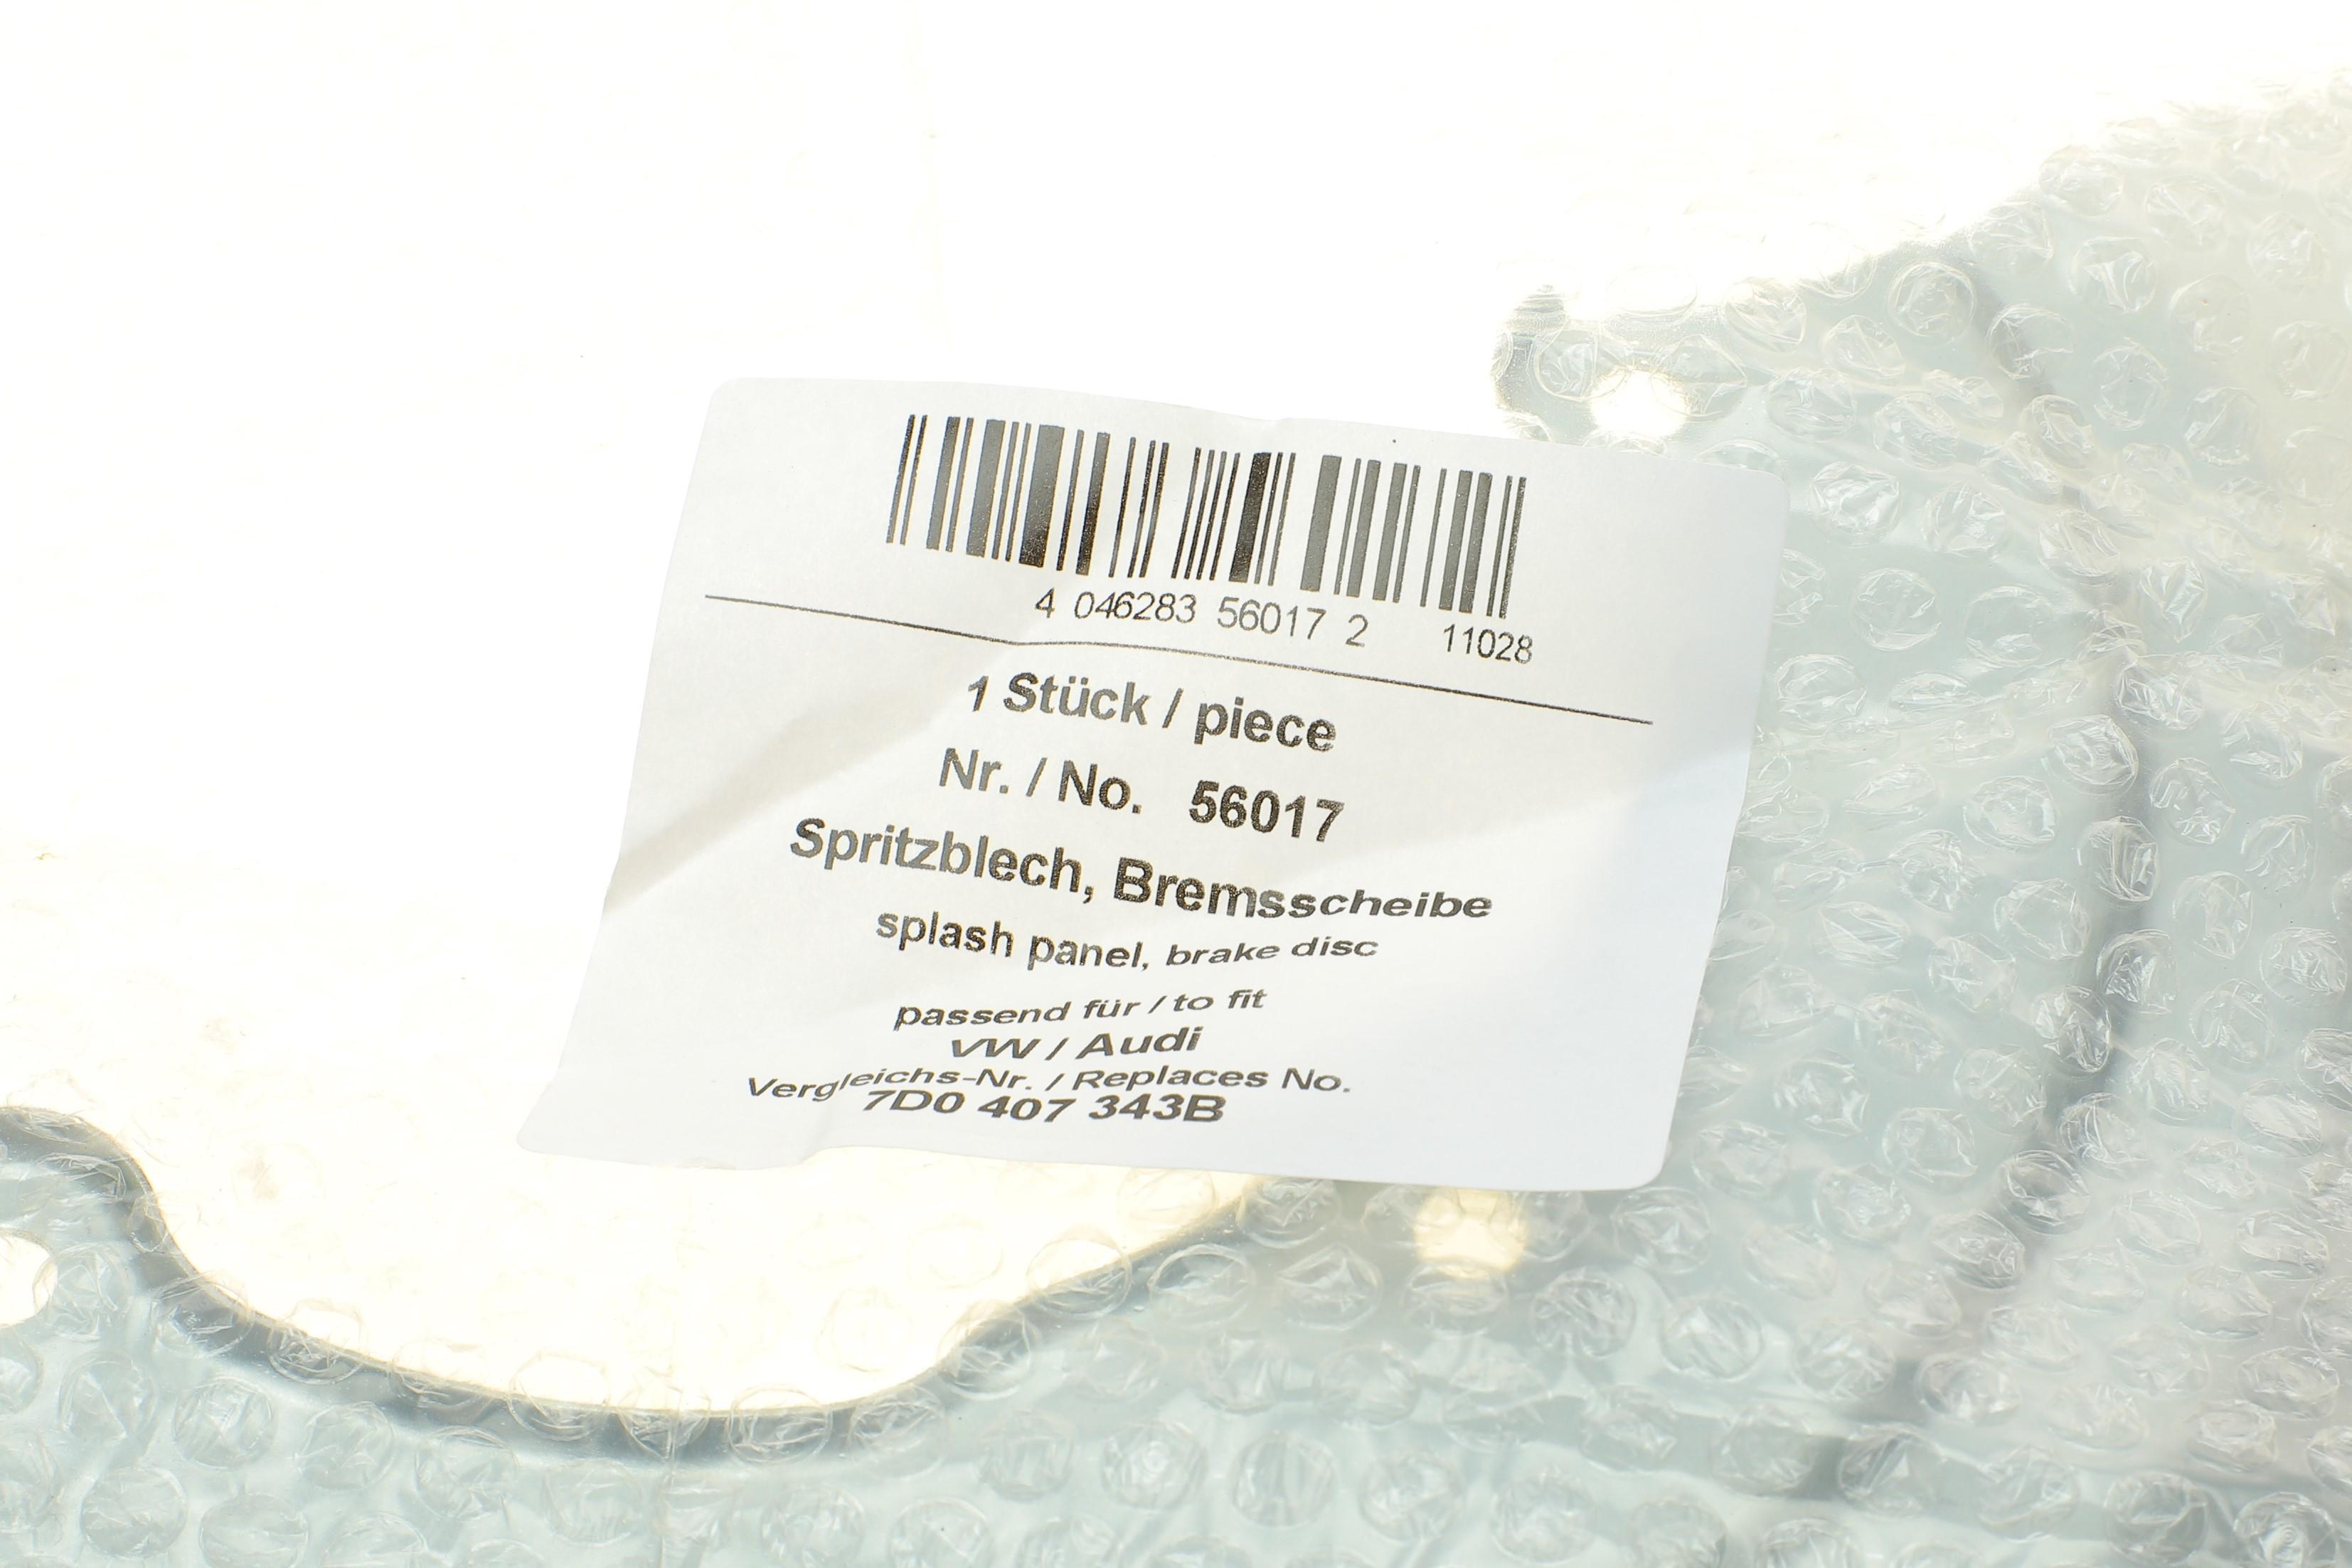 4 046283 56017 2 11028
1 Stück / piece
Nr. / No. 56017
Spritzblech, Bremsscheibe
splash panel, brake disc
passend für / to fit
VW / Audi
Vergleichs-Nr. / Replaces No.
7D0 407 343B